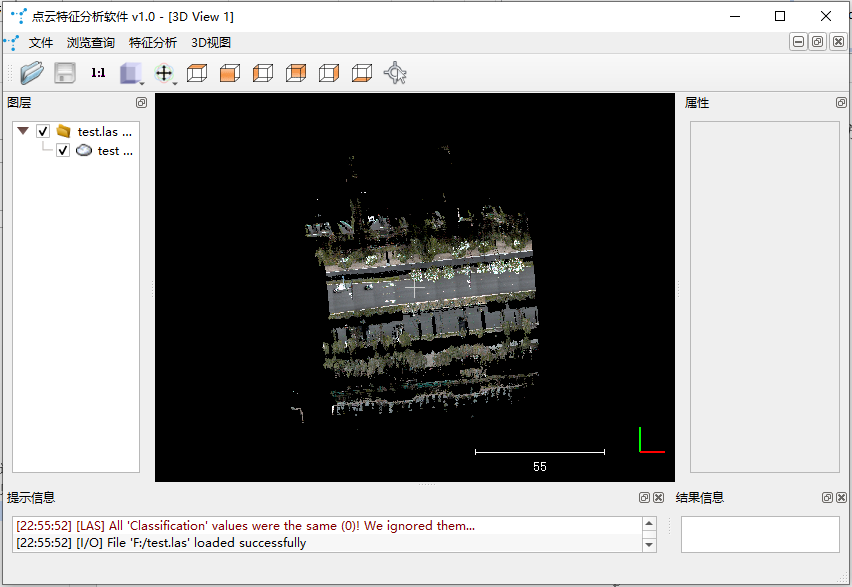 点云特征分析软件 v1.0 - [3D View 1]
文件 浏览查询 特征分析 3D视图
1:1
图层
属性
test.las ...
test ...
55
提示信息
结果信息
[22:55:52] [LAS] All 'Classification' values were the same (0)! We ignored them...
[22:55:52] [I/O] File 'F:/test.las' loaded successfully